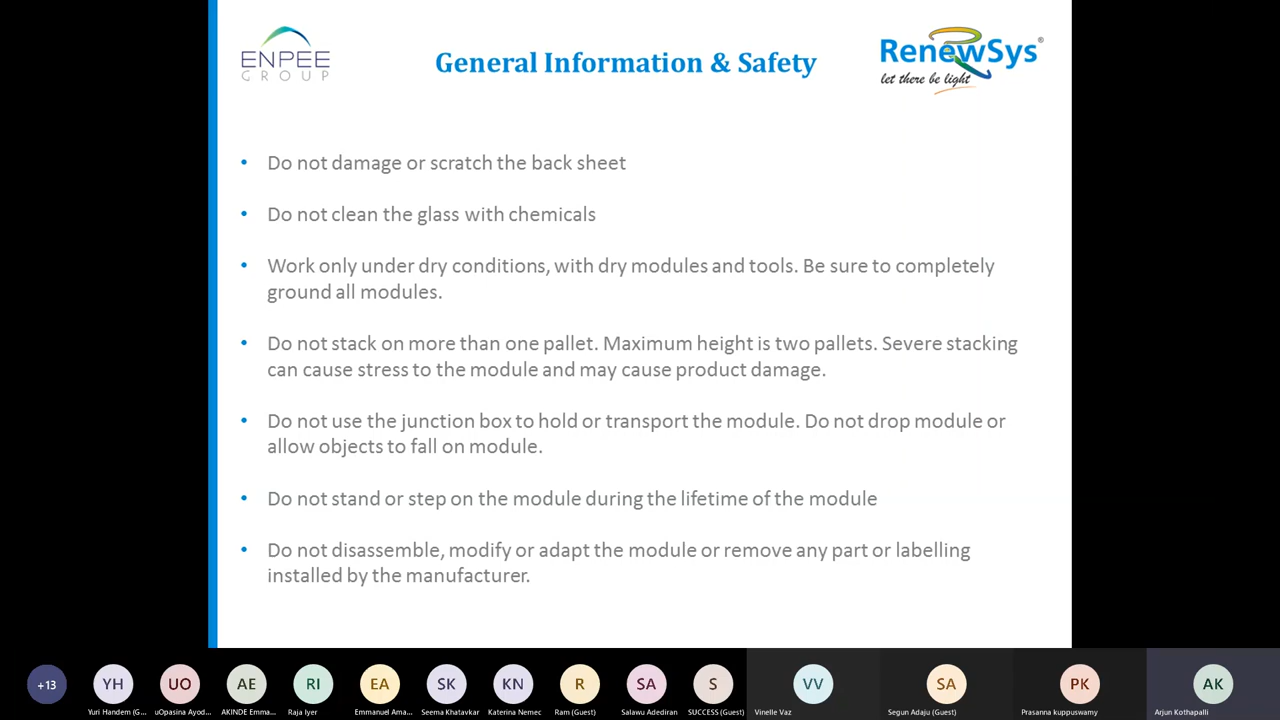 ENPEE
GROUP
General Information & Safety
RenewSys®
let there be light
• Do not damage or scratch the back sheet
• Do not clean the glass with chemicals
• Work only under dry conditions, with dry modules and tools. Be sure to completely
ground all modules.
• Do not stack on more than one pallet. Maximum height is two pallets. Severe stacking
can cause stress to the module and may cause product damage.
• Do not use the junction box to hold or transport the module. Do not drop module or
allow objects to fall on module.
• Do not stand or step on the module during the lifetime of the module
• Do not disassemble, modify or adapt the module or remove any part or labelling
installed by the manufacturer.
+13 YH UO AE RI EA SK KN R SA S VV SA PK AK
Yuri Handem (G... uOpasina Ayod... AKINDE Emma... Raja Iyer Emmanuel Ama... Seema Khatavkar Katerina Nemec Ram (Guest) Salawu Adediran SUCCESS (Guest) Vinelle Vaz Segun Adaju (Guest) Prasanna kuppuswamy Arjun Kothapalli